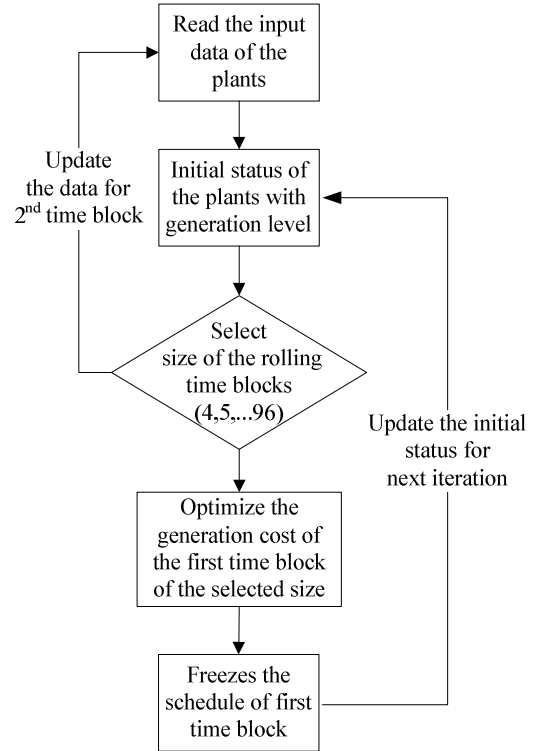 Read the input
data of the
plants
Update
the data for
2nd time block
Initial status of
the plants with
generation level
Select
size of the rolling
time blocks
(4,5,...96)
Update the initial
status for
next iteration
Optimize the
generation cost of
the first time block
of the selected size
Freezes the
schedule of first
time block